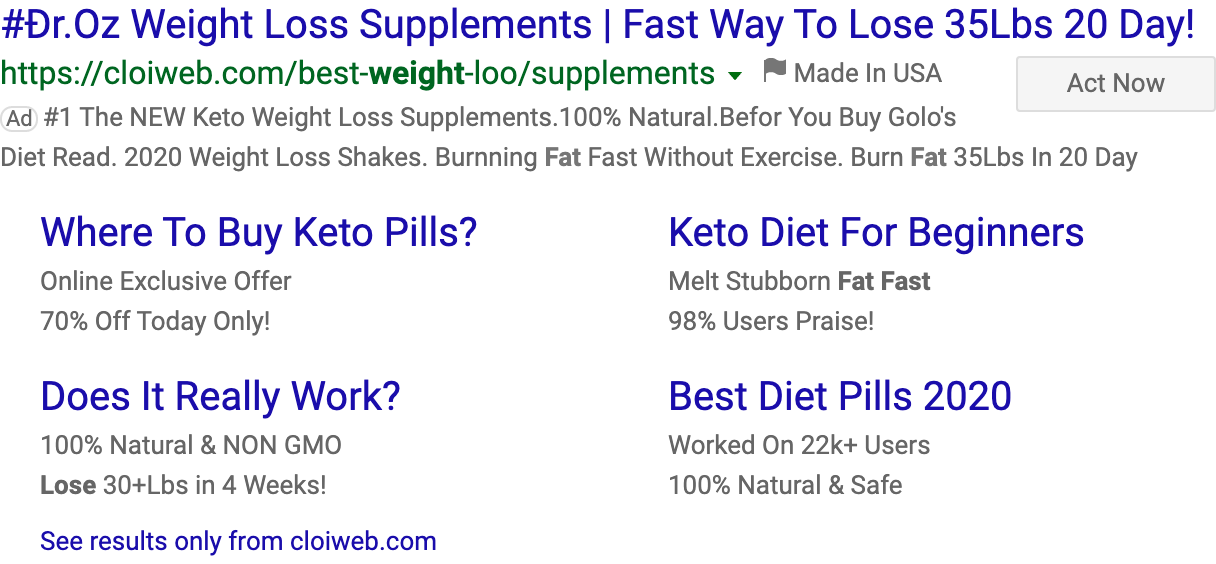 #Đr.Oz Weight Loss Supplements | Fast Way To Lose 35Lbs 20 Day!
https://cloiweb.com/best-weight-loo/supplements Made In USA
Act Now
Ad #1 The NEW Keto Weight Loss Supplements.100% Natural.Befor You Buy Golo's
Diet Read. 2020 Weight Loss Shakes. Burnning Fat Fast Without Exercise. Burn Fat 35Lbs In 20 Day
Where To Buy Keto Pills?
Online Exclusive Offer
70% Off Today Only!
Keto Diet For Beginners
Melt Stubborn Fat Fast
98% Users Praise!
Does It Really Work?
100% Natural & NON GMO
Lose 30+Lbs in 4 Weeks!
Best Diet Pills 2020
Worked On 22k+ Users
100% Natural & Safe
See results only from cloiweb.com